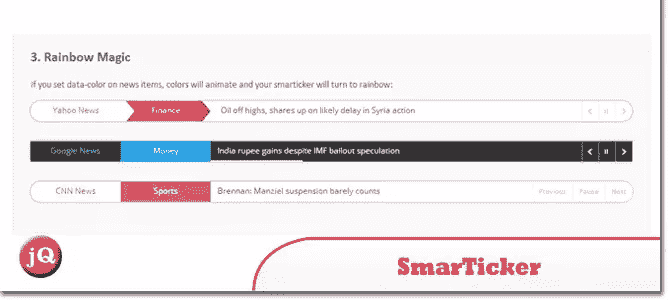 3. Rainbow Magic
If you set data-color on news items, colors will animate and your smarticker will turn to rainbow:
Yahoo News Finance Oil off highs, shares up on likely delay in Syria action
Google News Money India rupee gains despite IMF bailout speculation
CNN News Sports Brennan: Manziel suspension barely counts Previous Pause Next
jQ SmarTicker